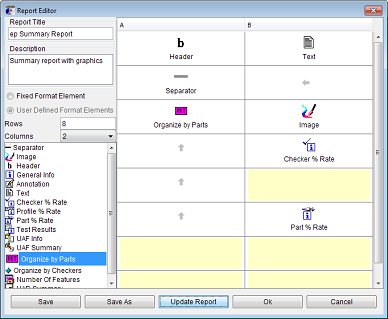 Report Editor
Report Title
ep Summary Report
Description
Summary report with graphics
Fixed Format Element
User Defined Format Elements
Rows
8
Columns
2
Separator
Image
b Header
General Info
Annotation
Text
Checker % Rate
Profile % Rate
Part % Rate
Test Results
UAF Info
UAF Summary
Organize by Parts
Organize by Checkers
Number Of Features
A
B
b
Header
Text
Separator
Organize by Parts
Image
Checker % Rate
Part % Rate
Save
Save As
Update Report
Ok
Cancel